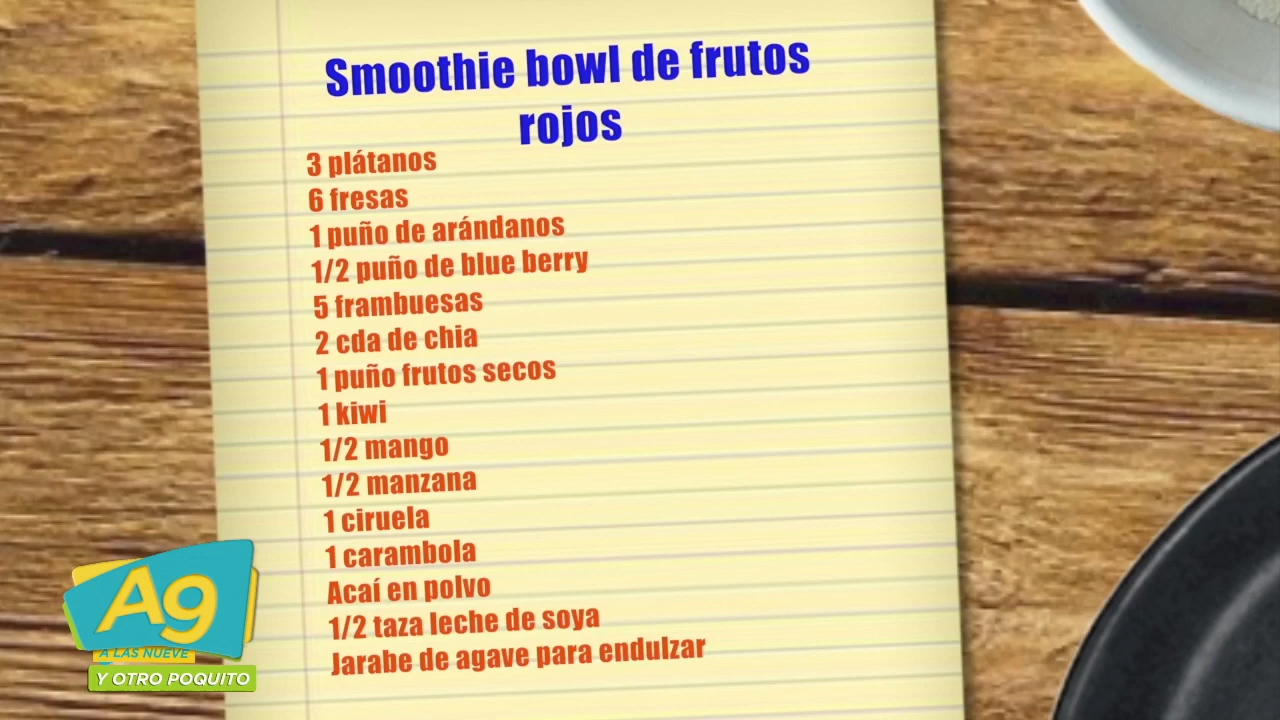 Smoothie bowl de frutos
rojos
3 plátanos
6 fresas
1 puño de arándanos
1/2 puño de blue berry
5 frambuesas
2 cda de chia
1 puño frutos secos
1 kiwi
1/2 mango
1/2 manzana
1 ciruela
1 carambola
Acaí en polvo
1/2 taza leche de soya
Jarabe de agave para endulzar
A9
A LAS NUEVE
Y OTRO POQUITO